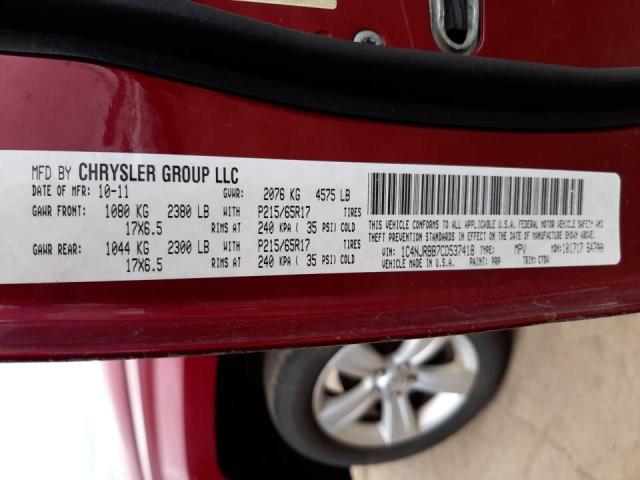 MFD BY CHRYSLER GROUP LLC
DATE OF MFR: 10-11 GVWR: 2076 KG 4575 LB
GAWR FRONT: 1080 KG 2380 LB WITH P215/65R17 TIRES
17X6.5 RIMS AT 240 KPA ( 35 PSI) COLD
GAWR REAR: 1044 KG 2300 LB WITH P215/65R17 TIRES
17X6.5 RIMS AT 240 KPA ( 35 PSI) COLD
THIS VEHICLE CONFORMS TO ALL APPLICABLE U.S.A. FEDERAL MOTOR VEHICLE SAFETY AND
THEFT PREVENTION STANDARDS IN EFFECT ON THE DATE OF MANUFACTURE SHOWN ABOVE.
VIN: 1C4NJRBB7CD537418 TYPE: MPV MDH: 101717 547AA
VEHICLE MADE IN U.S.A. PAINT: PRP TRIM: C7DV